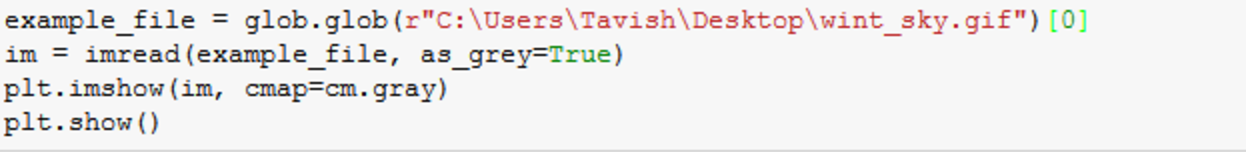 example_file = glob.glob(r"C:\Users\Tavish\Desktop\wint_sky.gif")[0]
im = imread(example_file, as_grey=True)
plt.imshow(im, cmap=cm.gray)
plt.show()